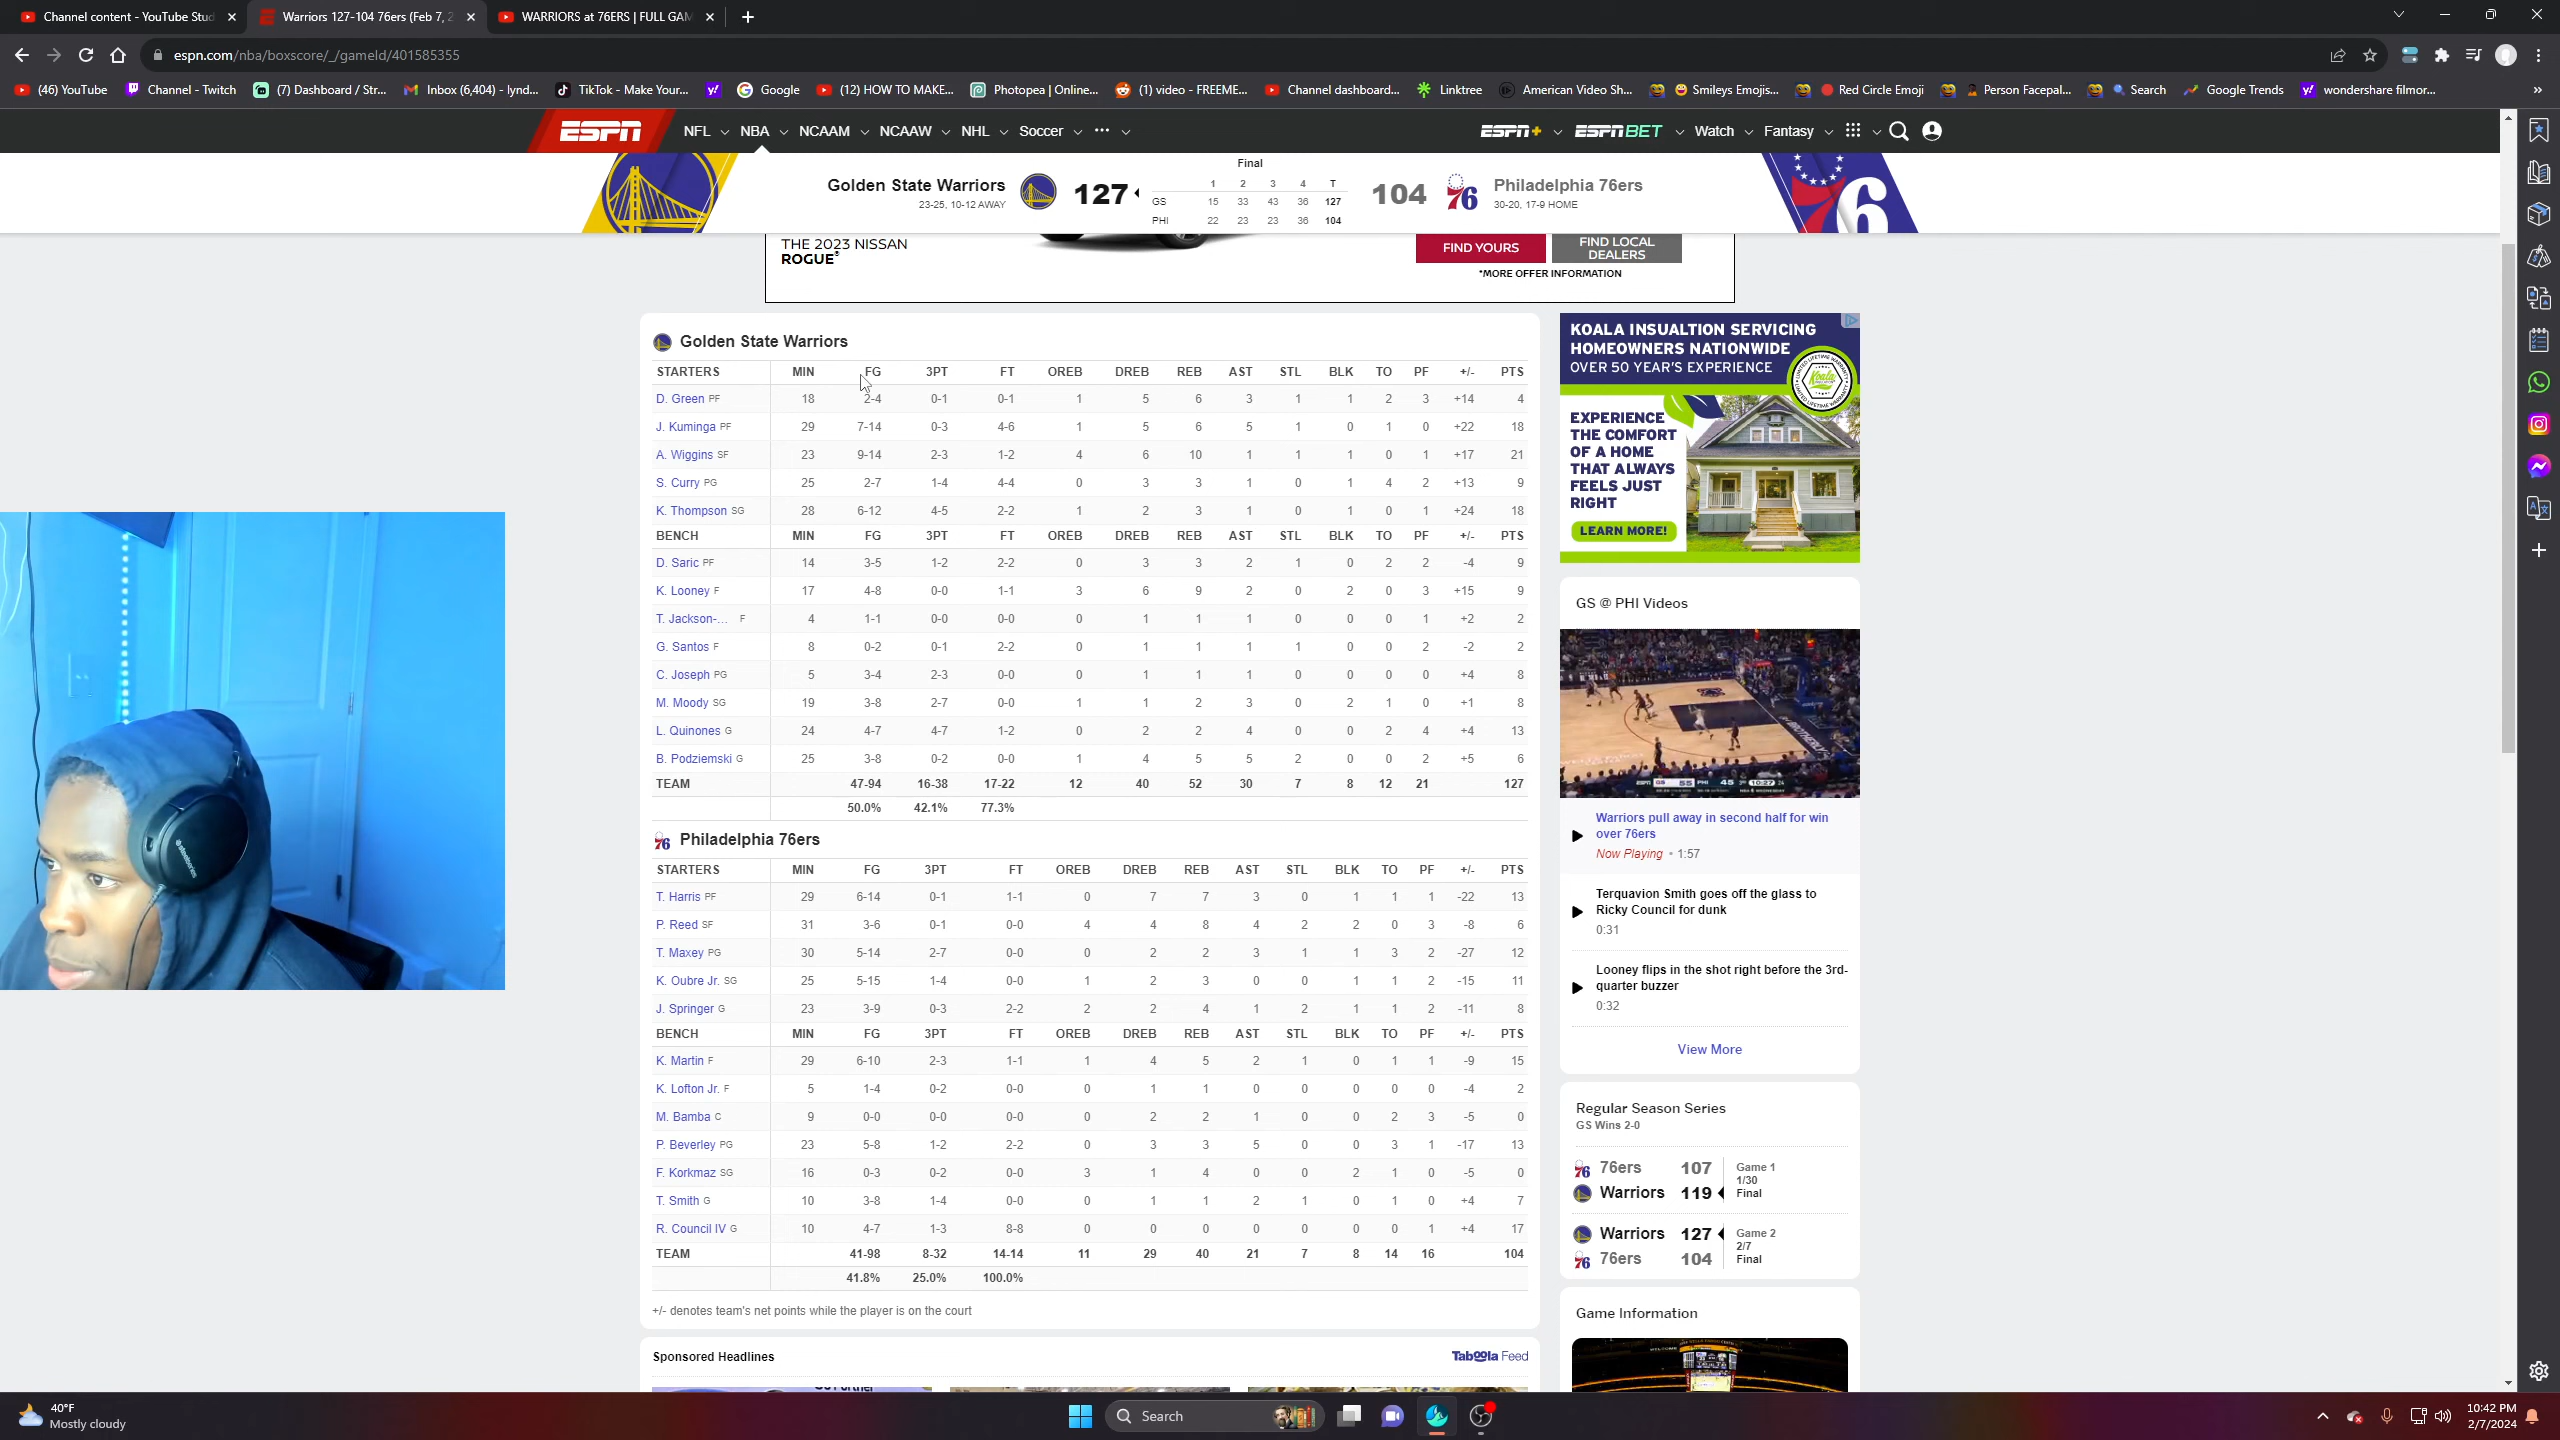 Channel content - YouTube Stud
Warriors 127-104 76ers (Feb 7, 2
WARRIORS at 76ERS | FULL GAM
espn.com/nba/boxscore/_/gameId/401585355
(46) YouTube Channel - Twitch (7) Dashboard / Str... Inbox (6,404) - lynd... TikTok - Make Your... Google (12) HOW TO MAKE... Photopea | Online... (1) video - FREEME... Channel dashboard... Linktree American Video Sh... Smileys Emojis... Red Circle Emoji Person Facepal... Search Google Trends wondershare filmor...
ESPN NFL NBA NCAAM NCAAW NHL Soccer ... ESPN+ ESPN BET Watch Fantasy
Final
Golden State Warriors 127 1 2 3 4 T 104 Philadelphia 76ers
23-25, 10-12 AWAY GS 15 33 43 36 127 30-20, 17-9 HOME
PHI 22 23 23 36 104
THE 2023 NISSAN
ROGUE
FIND YOURS
FIND LOCAL
DEALERS
*MORE OFFER INFORMATION
Golden State Warriors
STARTERS MIN FG 3PT FT OREB DREB REB AST STL BLK TO PF +/- PTS
D. Green PF 18 2-4 0-1 0-1 1 5 6 3 1 1 2 3 +14 4
J. Kuminga PF 29 7-14 0-3 4-6 1 5 6 5 1 0 1 0 +22 18
A. Wiggins SF 23 9-14 2-3 1-2 4 6 10 1 1 1 0 1 +17 21
S. Curry PG 25 2-7 1-4 4-4 0 3 3 1 0 1 4 2 +13 9
K. Thompson SG 28 6-12 4-5 2-2 1 2 3 1 0 1 0 1 +24 18
BENCH MIN FG 3PT FT OREB DREB REB AST STL BLK TO PF +/- PTS
D. Saric PF 14 3-5 1-2 2-2 0 3 3 2 1 0 2 2 -4 9
K. Looney F 17 4-8 0-0 1-1 3 6 9 2 0 2 0 3 +15 9
T. Jackson-... F 4 1-1 0-0 0-0 0 1 1 1 0 0 0 1 +2 2
G. Santos F 8 0-2 0-1 2-2 0 1 1 1 1 0 0 2 -2 2
C. Joseph PG 5 3-4 2-3 0-0 0 1 1 1 0 0 0 0 +4 8
M. Moody SG 19 3-8 2-7 0-0 1 1 2 3 0 2 1 0 +1 8
L. Quinones G 24 4-7 4-7 1-2 0 2 2 4 0 0 2 4 +4 13
B. Podziemski G 25 3-8 0-2 0-0 1 4 5 5 2 0 0 2 +5 6
TEAM 47-94 16-38 17-22 12 40 52 30 7 8 12 21 127
50.0% 42.1% 77.3%
Philadelphia 76ers
STARTERS MIN FG 3PT FT OREB DREB REB AST STL BLK TO PF +/- PTS
T. Harris PF 29 6-14 0-1 1-1 0 7 7 3 0 1 1 1 -22 13
P. Reed SF 31 3-6 0-1 0-0 4 4 8 4 2 2 0 3 -8 6
T. Maxey PG 30 5-14 2-7 0-0 0 2 2 3 1 1 3 2 -27 12
K. Oubre Jr. SG 25 5-15 1-4 0-0 1 2 3 0 0 1 1 2 -15 11
J. Springer G 23 3-9 0-3 2-2 2 2 4 1 2 1 1 2 -11 8
BENCH MIN FG 3PT FT OREB DREB REB AST STL BLK TO PF +/- PTS
K. Martin F 29 6-10 2-3 1-1 1 4 5 2 1 0 1 1 -9 15
K. Lofton Jr. F 5 1-4 0-2 0-0 0 1 1 0 0 0 0 0 -4 2
M. Bamba C 9 0-0 0-0 0-0 0 2 2 1 0 0 2 3 -5 0
P. Beverley PG 23 5-8 1-2 2-2 0 3 3 5 0 0 3 1 -17 13
F. Korkmaz SG 16 0-3 0-2 0-0 3 1 4 0 0 2 1 0 -5 0
T. Smith G 10 3-8 1-4 0-0 0 1 1 2 1 0 1 0 +4 7
R. Council IV G 10 4-7 1-3 8-8 0 0 0 0 0 0 0 1 +4 17
TEAM 41-98 8-32 14-14 11 29 40 21 7 8 14 16 104
41.8% 25.0% 100.0%
+/- denotes team's net points while the player is on the court
Sponsored Headlines
Taboola Feed
KOALA INSUALTION SERVICING
HOMEOWNERS NATIONWIDE
OVER 50 YEAR'S EXPERIENCE
EXPERIENCE
THE COMFORT
OF A HOME
THAT ALWAYS
FEELS JUST
RIGHT
LEARN MORE!
GS @ PHI Videos
Warriors pull away in second half for win
over 76ers
Now Playing • 1:57
Terquavion Smith goes off the glass to
Ricky Council for dunk
0:31
Looney flips in the shot right before the 3rd-
quarter buzzer
0:32
View More
Regular Season Series
GS Wins 2-0
76ers 107 Game 1
1/30
Warriors 119 Final
Warriors 127 Game 2
2/7
76ers 104 Final
Game Information
steelseries
40°F
Mostly cloudy
Search
10:42 PM
2/7/2024